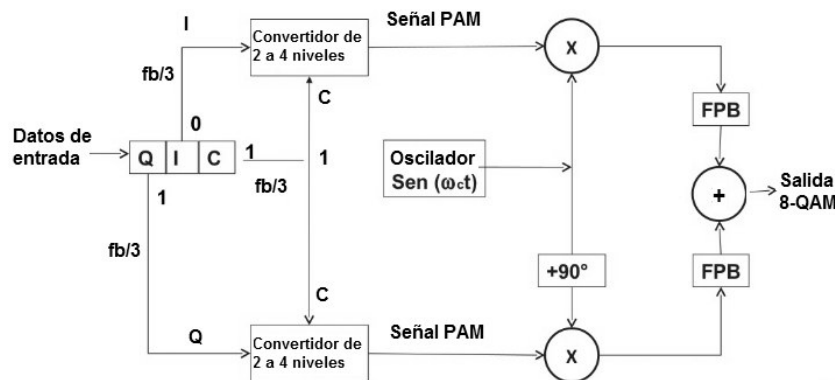 I
Convertidor de
2 a 4 niveles
Señal PAM
X
fb/3
C
FPB
0
Datos de
entrada
Q I C
1
1
fb/3
Oscilador
Sen (ωct)
+
Salida
8-QAM
1
fb/3
+90°
FPB
C
Q
Convertidor de
2 a 4 niveles
Señal PAM
X